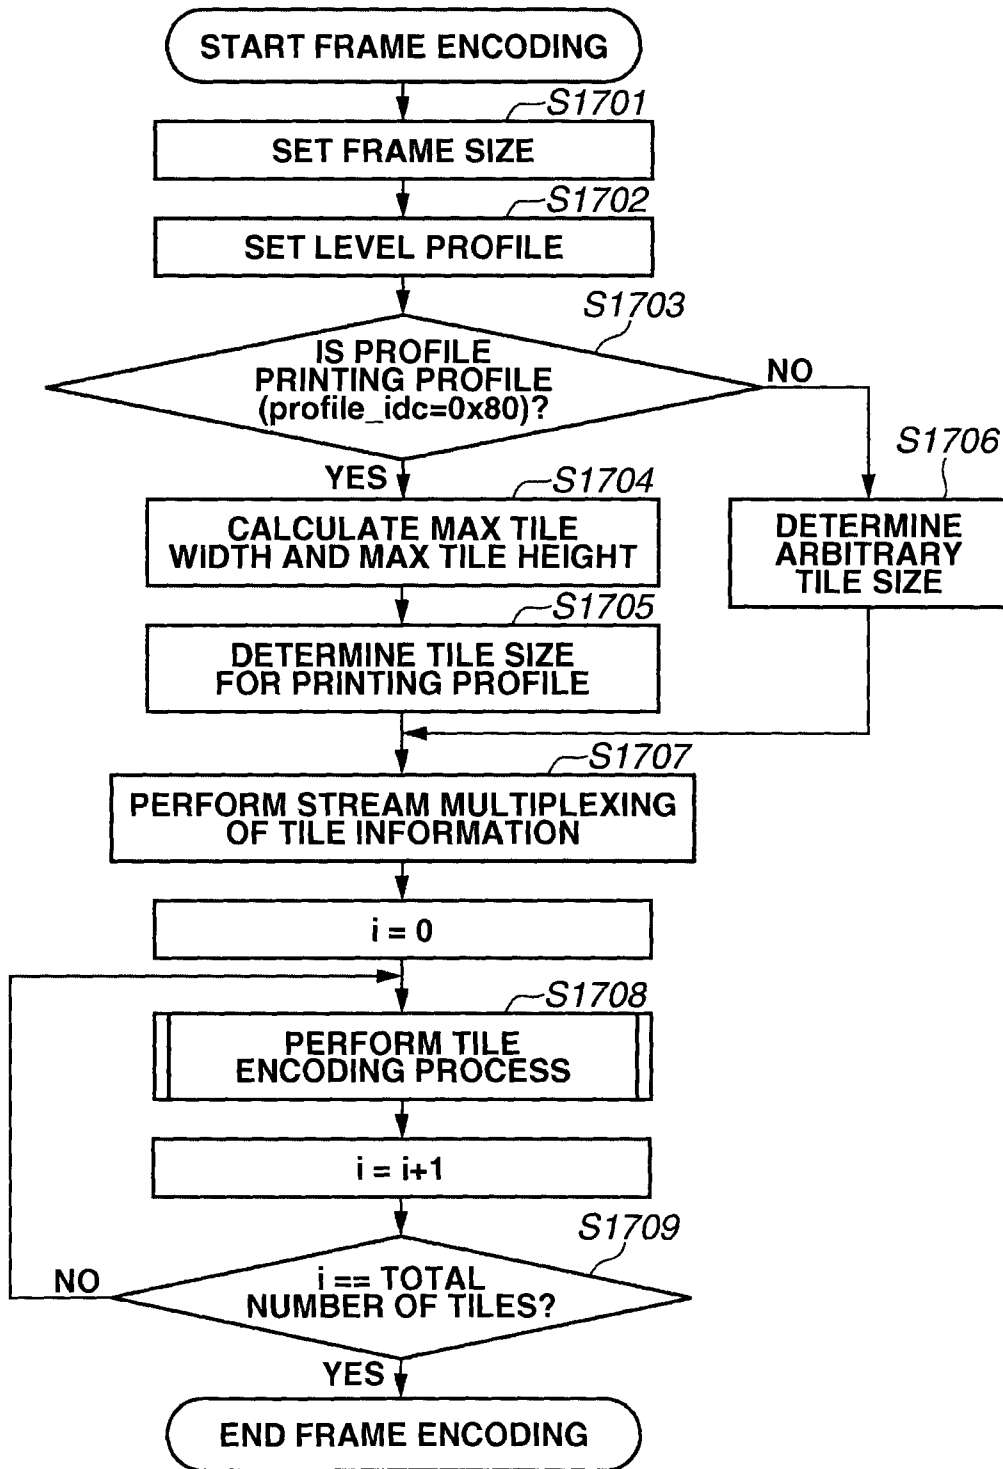 START FRAME ENCODING
S1701
SET FRAME SIZE
S1702
SET LEVEL PROFILE
S1703
IS PROFILE
PRINTING PROFILE
(profile_idc=0x80)?
NO
YES
S1704
CALCULATE MAX TILE
WIDTH AND MAX TILE HEIGHT
S1706
DETERMINE
ARBITRARY
TILE SIZE
S1705
DETERMINE TILE SIZE
FOR PRINTING PROFILE
S1707
PERFORM STREAM MULTIPLEXING
OF TILE INFORMATION
i = 0
S1708
PERFORM TILE
ENCODING PROCESS
i = i+1
S1709
i == TOTAL
NUMBER OF TILES?
NO
YES
END FRAME ENCODING